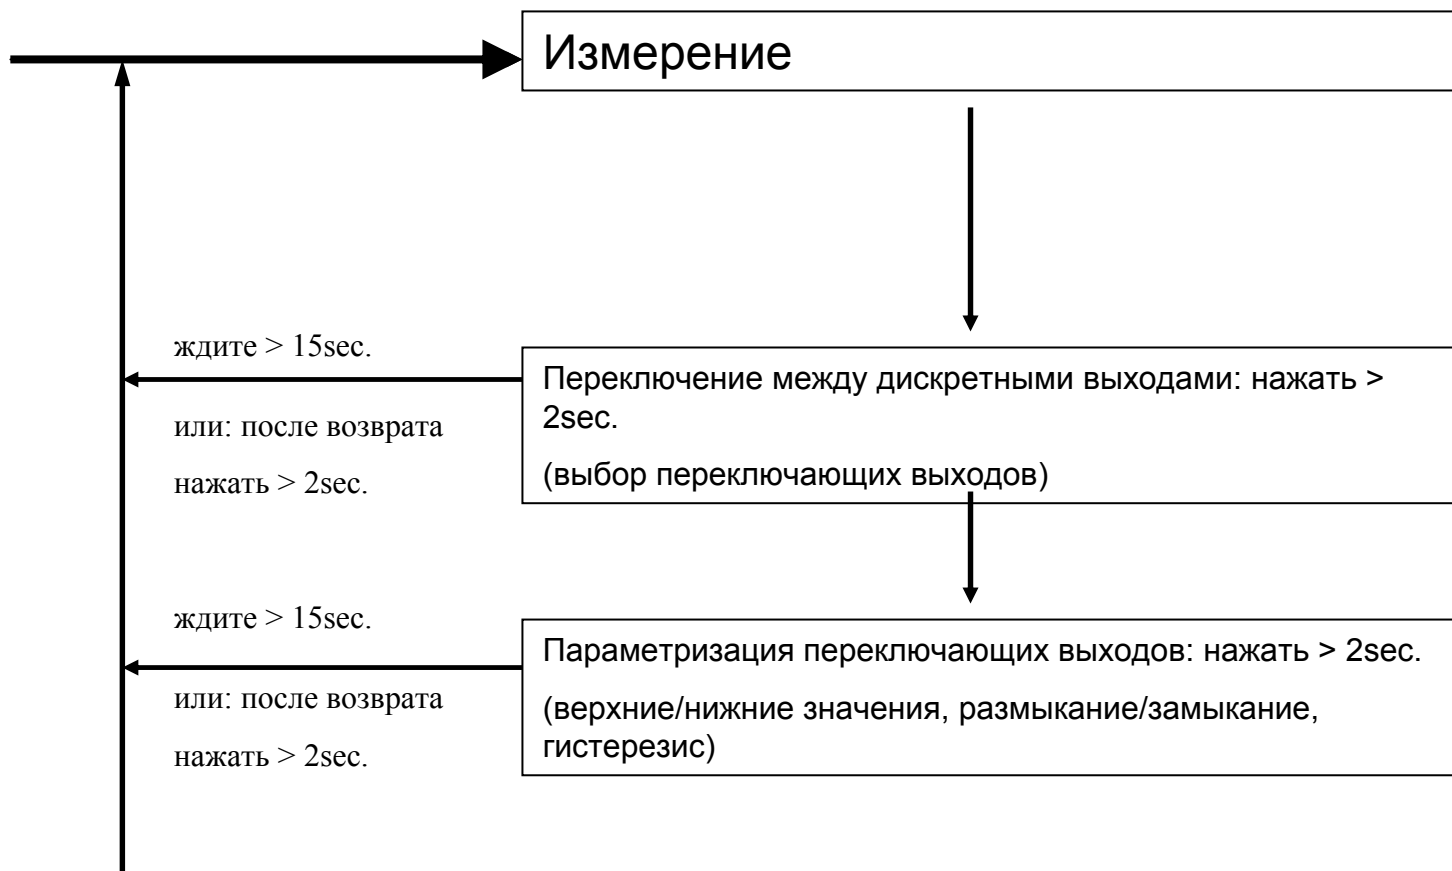 Измерение
ждите > 15sec.
Переключение между дискретными выходами: нажать >
2sec.
(выбор переключающих выходов)
или: после возврата
нажать > 2sec.
ждите > 15sec.
Параметризация переключающих выходов: нажать > 2sec.
(верхние/нижние значения, размыкание/замыкание,
гистерезис)
или: после возврата
нажать > 2sec.